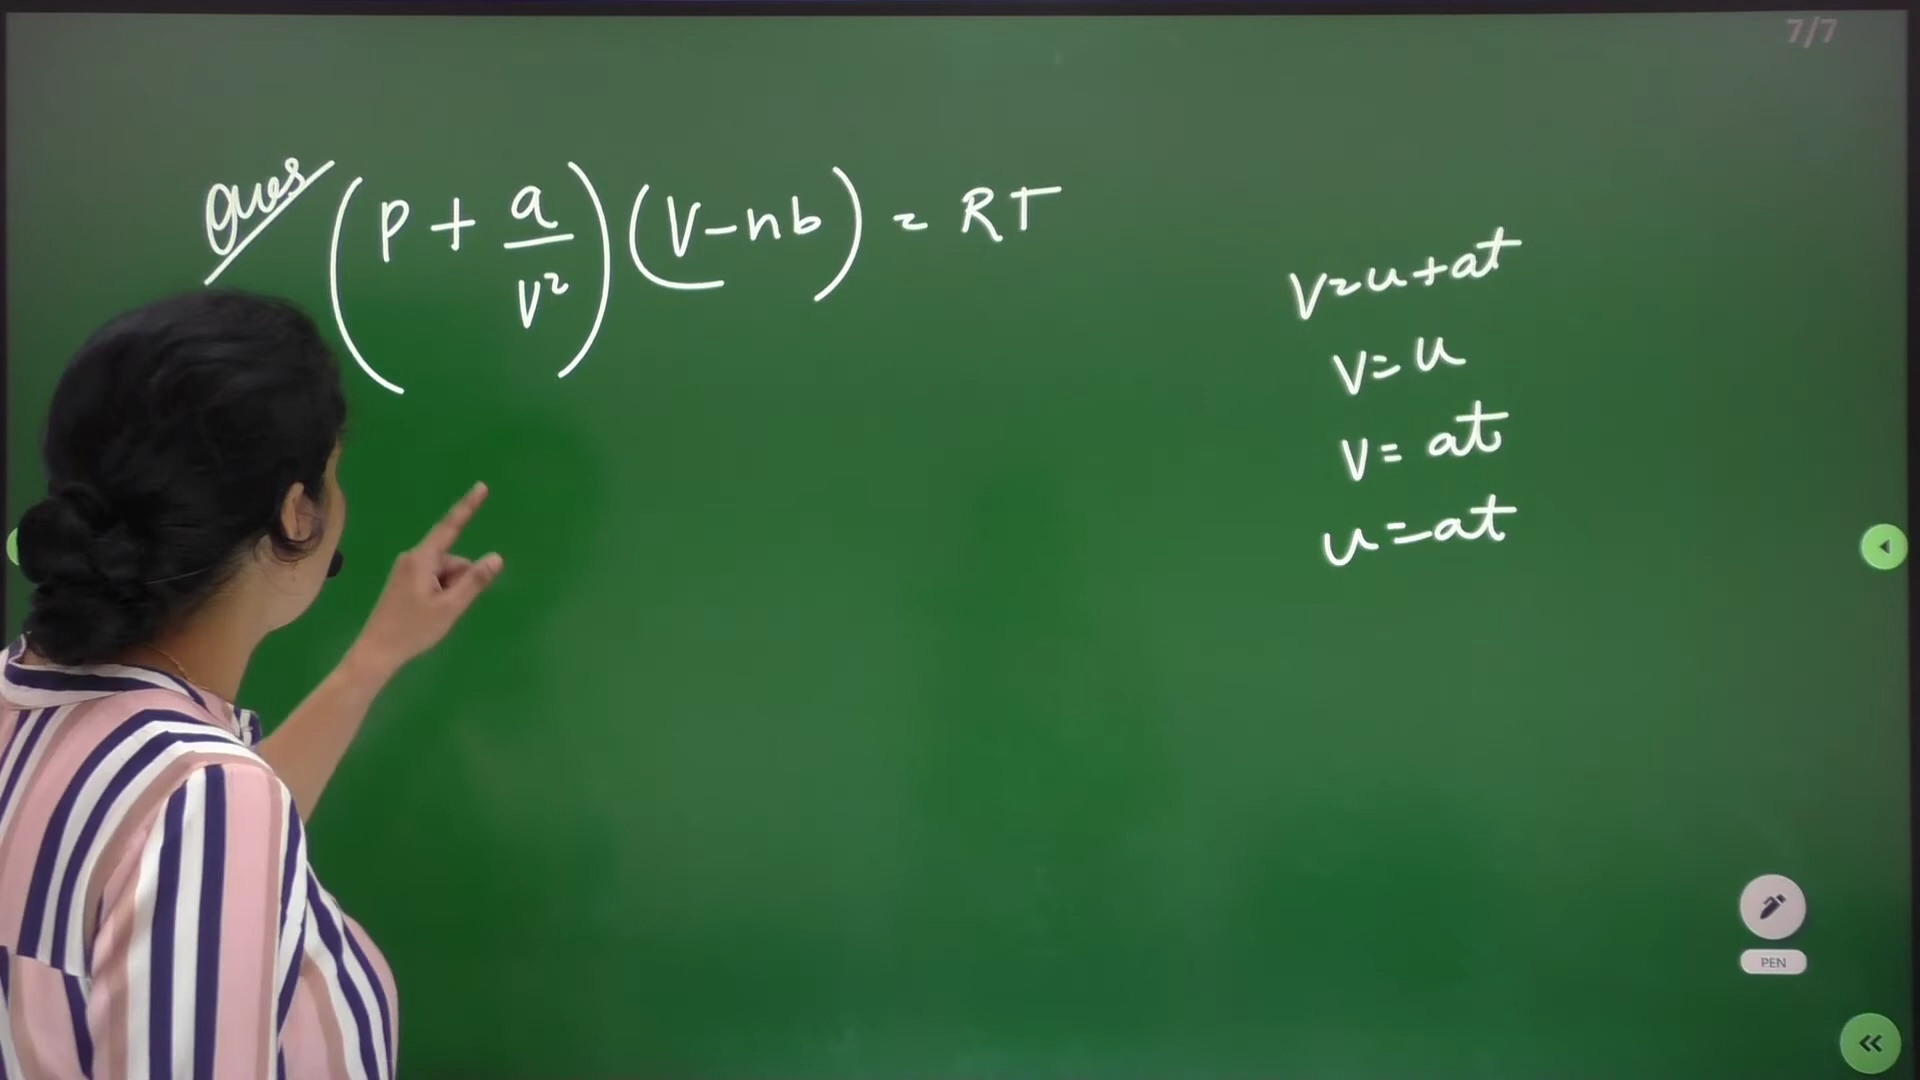 7/7
Ques (P + a/V²) (V-nb) = RT
V=u+at
V=u
V=at
u=at
PEN